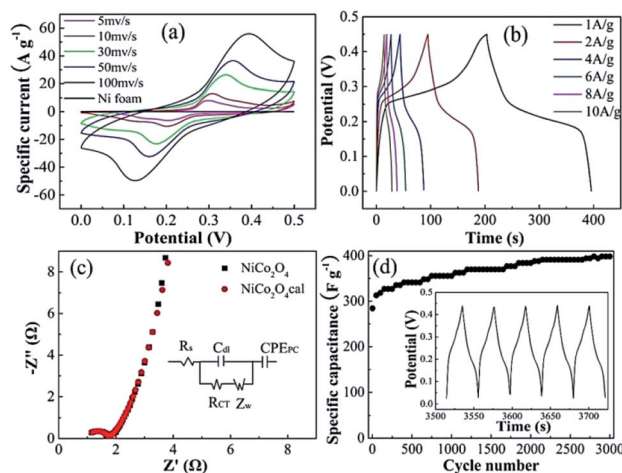 5mv/s
10mv/s
30mv/s
50mv/s
100mv/s
Ni foam
(a)
Specific current (A g⁻¹)
60
40
20
0
-20
-40
-60
0.0 0.1 0.2 0.3 0.4 0.5
Potential (V)
(b)
1A/g
2A/g
4A/g
6A/g
8A/g
10A/g
Potential (V)
0.5
0.4
0.3
0.2
0.1
0.0
0 100 200 300 400
Time (s)
(c)
NiCo₂O₄
NiCo₂O₄cal
-Z″ (Ω)
8
6
4
2
0
Rs Cdl CPEPC
RCT Zw
0 2 4 6 8
Z′ (Ω)
(d)
Specific capacitance (F g⁻¹)
400
300
200
100
0
Potential (V)
0.5
0.4
0.3
0.2
0.1
0.0
3500 3550 3600 3650 3700
Time (s)
0 500 1000 1500 2000 2500 3000
Cycle number